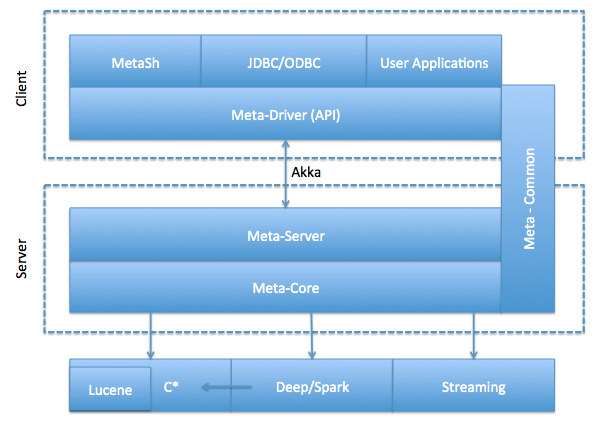 Client
MetaSh
JDBC/ODBC
User Applications
Meta-Driver (API)
Akka
Meta - Common
Server
Meta-Server
Meta-Core
Lucene
C*
Deep/Spark
Streaming